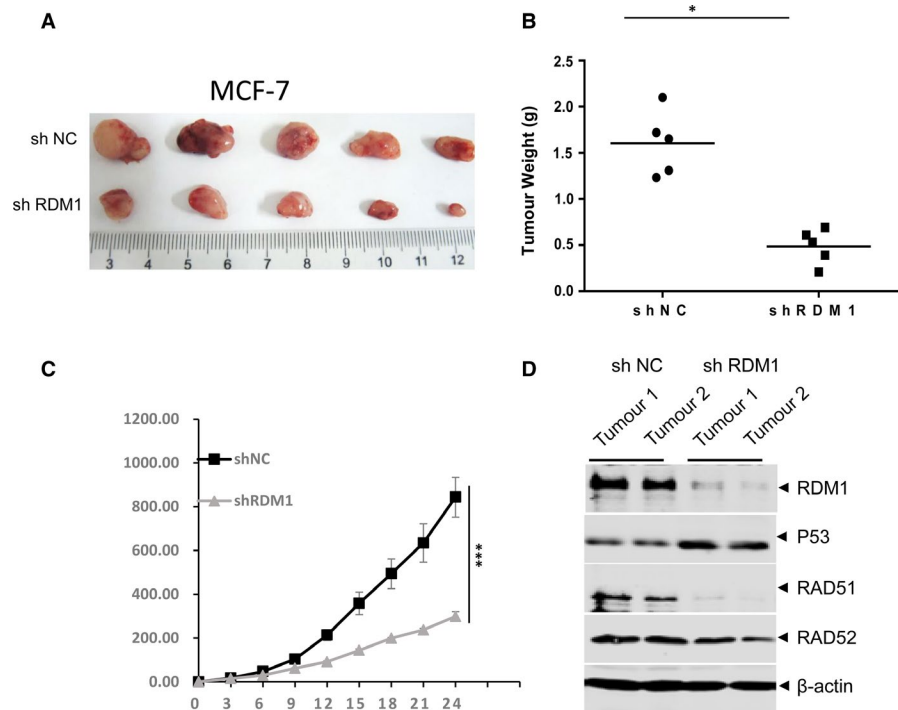 A
MCF-7
sh NC
sh RDM1
3 4 5 6 7 8 9 10 11 12
B
*
Tumour Weight (g)
2.5
2.0
1.5
1.0
0.5
0.0
shNC
shRDM1
C
1200.00
1000.00
800.00
600.00
400.00
200.00
0.00
shNC
shRDM1
***
0 3 6 9 12 15 18 21 24
D
sh NC sh RDM1
Tumour 1 Tumour 2 Tumour 1 Tumour 2
RDM1
P53
RAD51
RAD52
β-actin